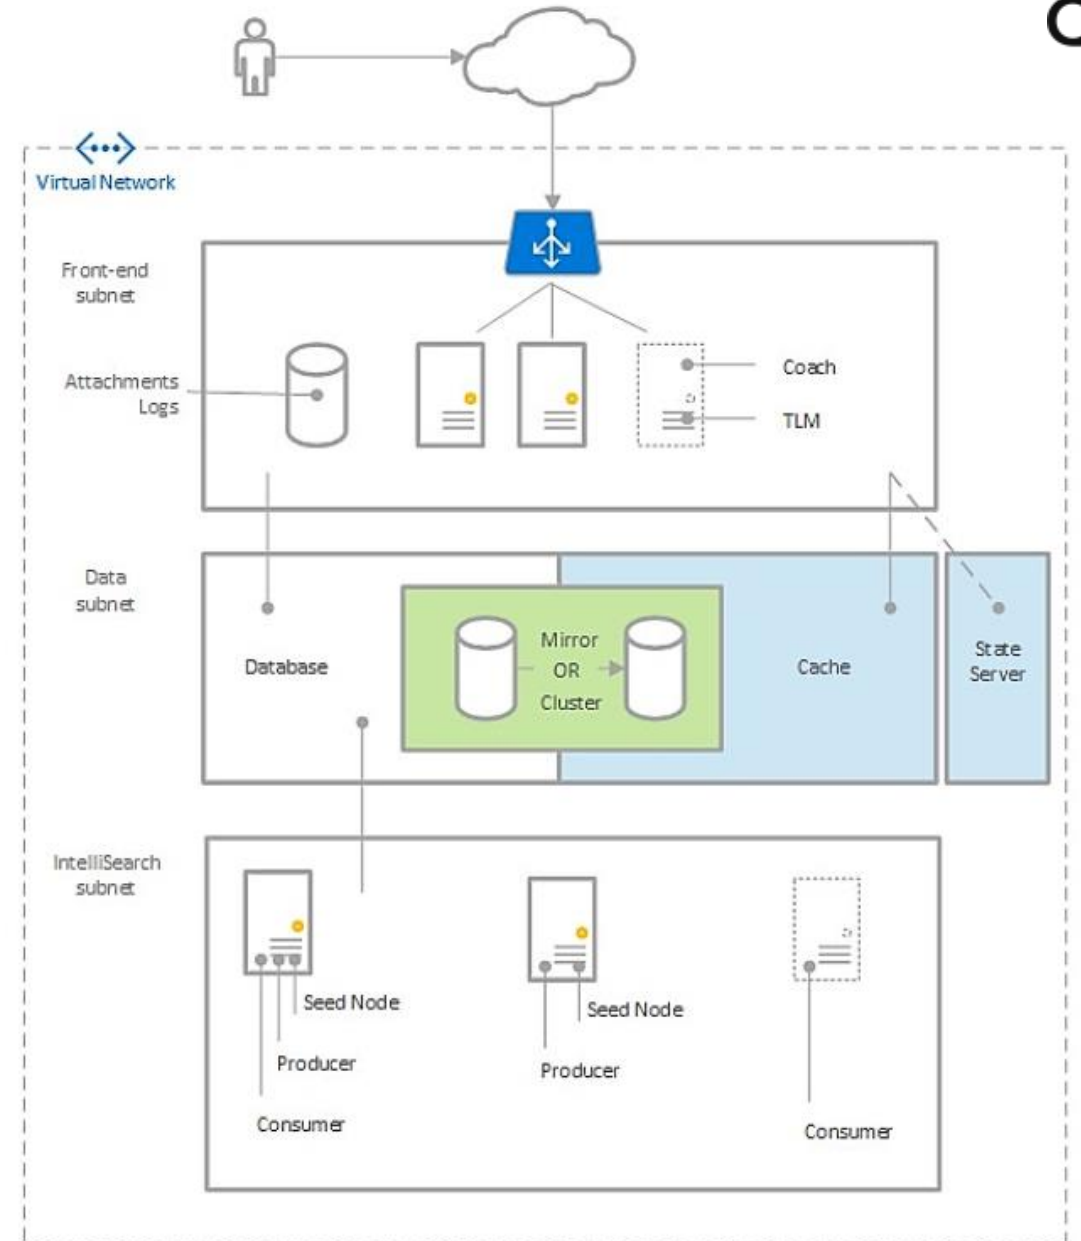 Virtual Network
Front-end
subnet
Attachments
Logs
Coach
TLM
Data
subnet
Database
Mirror
OR
Cluster
Cache
State
Server
IntelliSearch
subnet
Seed Node
Producer
Consumer
Seed Node
Producer
Consumer